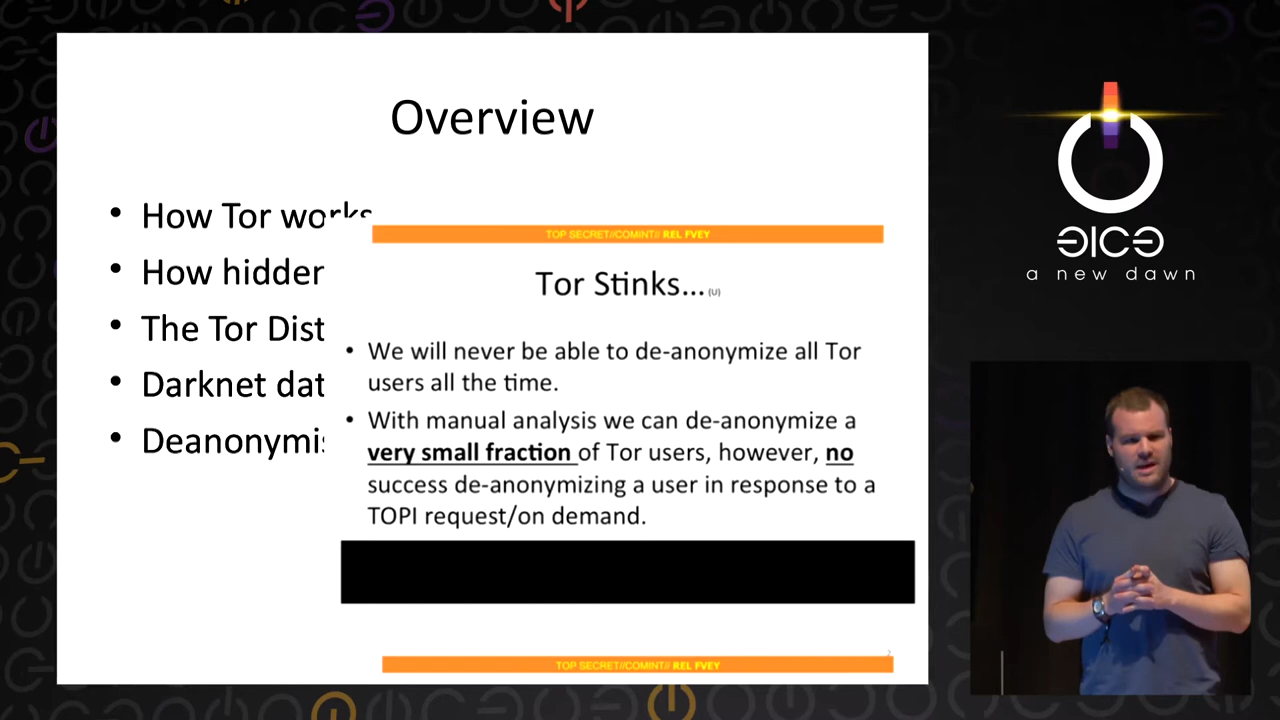 Overview
• How Tor works
• How hidden
• The Tor Dist
• Darknet dat
• Deanonymis
TOP SECRET//COMINT// REL FVEY
Tor Stinks... (U)
• We will never be able to de-anonymize all Tor
users all the time.
• With manual analysis we can de-anonymize a
very small fraction of Tor users, however, no
success de-anonymizing a user in response to a
TOPI request/on demand.
2
TOP SECRET//COMINT// REL FVEY
a new dawn